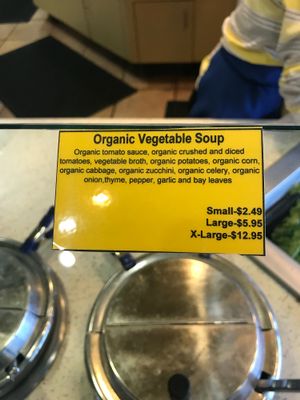 Organic Vegetable Soup
Organic tomato sauce, organic crushed and diced
tomatoes, vegetable broth, organic potatoes, organic corn,
organic cabbage, organic zucchini, organic celery, organic
onion,thyme, pepper, garlic and bay leaves
Small-$2.49
Large-$5.95
X-Large-$12.95